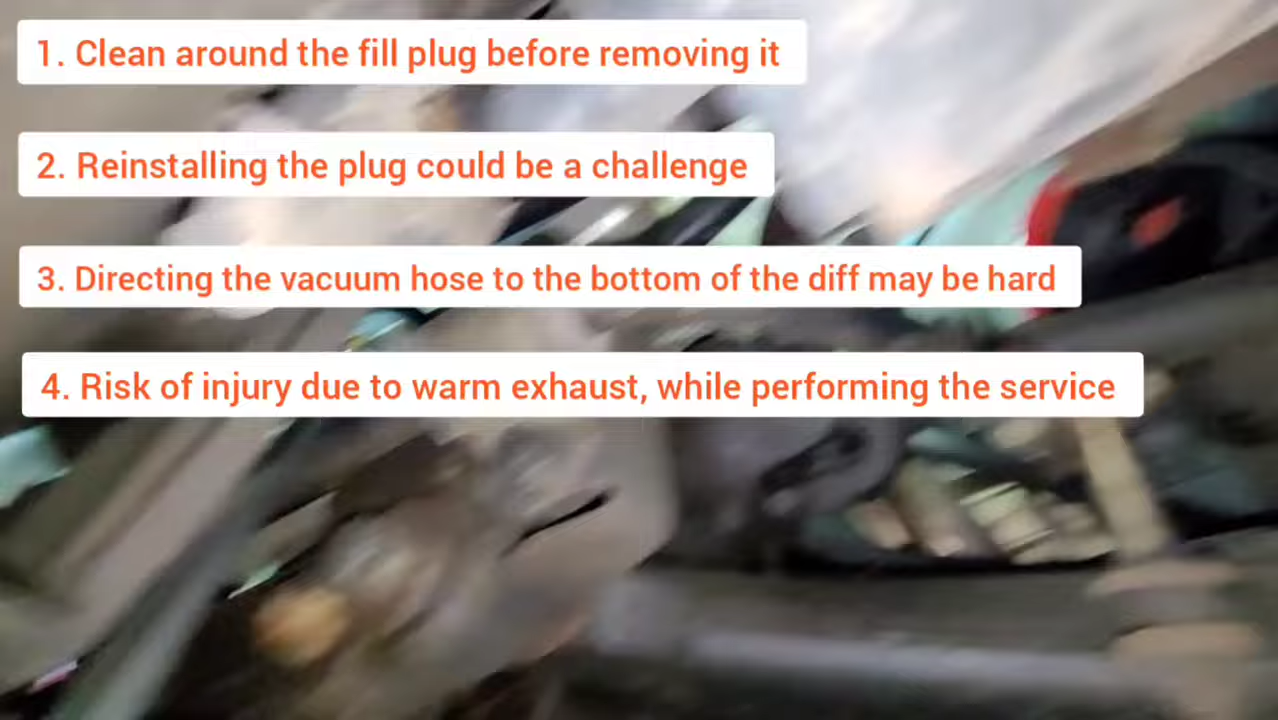 1. Clean around the fill plug before removing it
2. Reinstalling the plug could be a challenge
3. Directing the vacuum hose to the bottom of the diff may be hard
4. Risk of injury due to warm exhaust, while performing the service